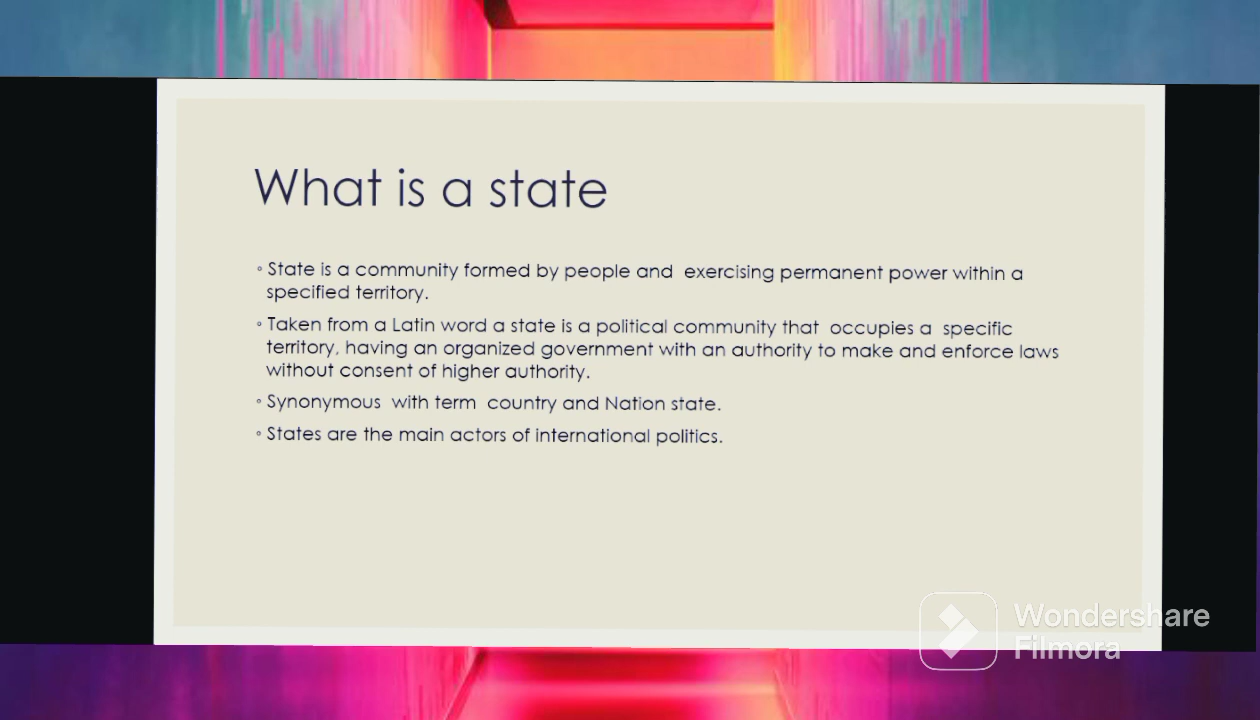 What is a state
◦ State is a community formed by people and exercising permanent power within a
specified territory.
◦ Taken from a Latin word a state is a political community that occupies a specific
territory, having an organized government with an authority to make and enforce laws
without consent of higher authority.
◦ Synonymous with term country and Nation state.
◦ States are the main actors of international politics.
Wondershare
Filmora